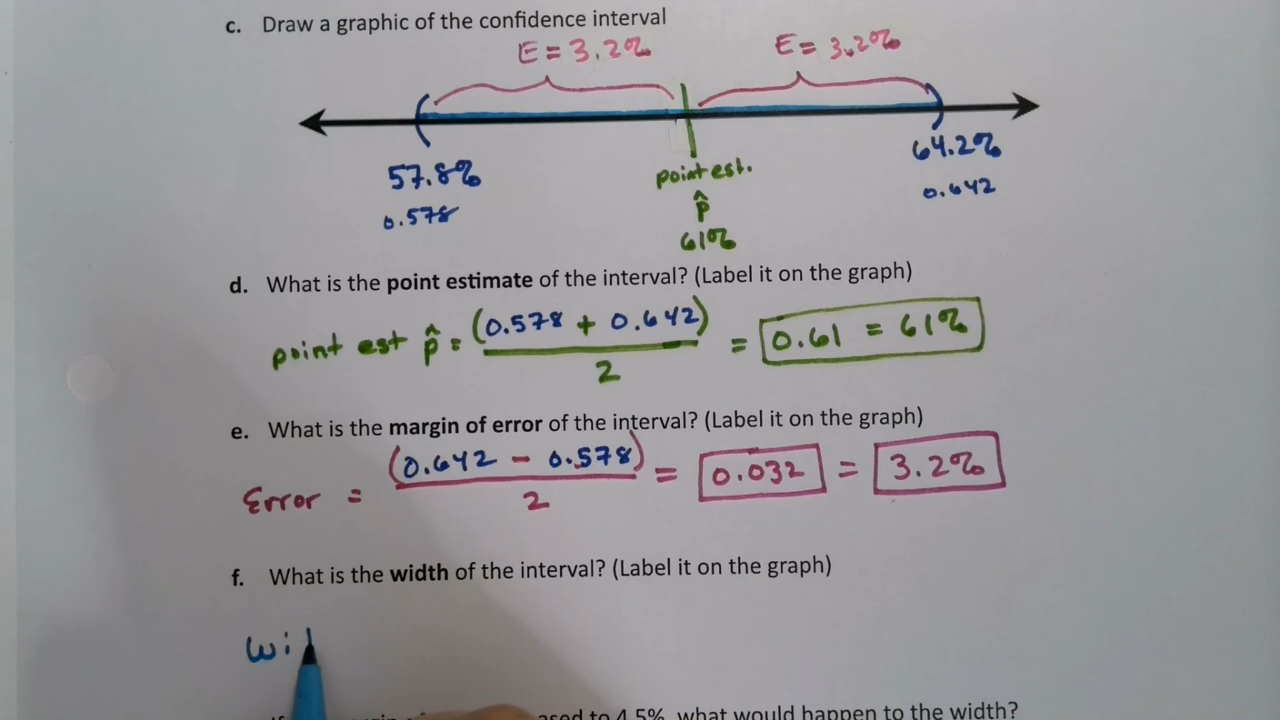 c. Draw a graphic of the confidence interval
E = 3.2% E = 3.2%
57.8% point est. 64.2%
0.578 p̂ 0.642
61%
d. What is the point estimate of the interval? (Label it on the graph)
point est p̂ = (0.578 + 0.642) / 2 = 0.61 = 61%
e. What is the margin of error of the interval? (Label it on the graph)
Error = (0.642 - 0.578) / 2 = 0.032 = 3.2%
f. What is the width of the interval? (Label it on the graph)
wi
to 4.5%, what would happen to the width?